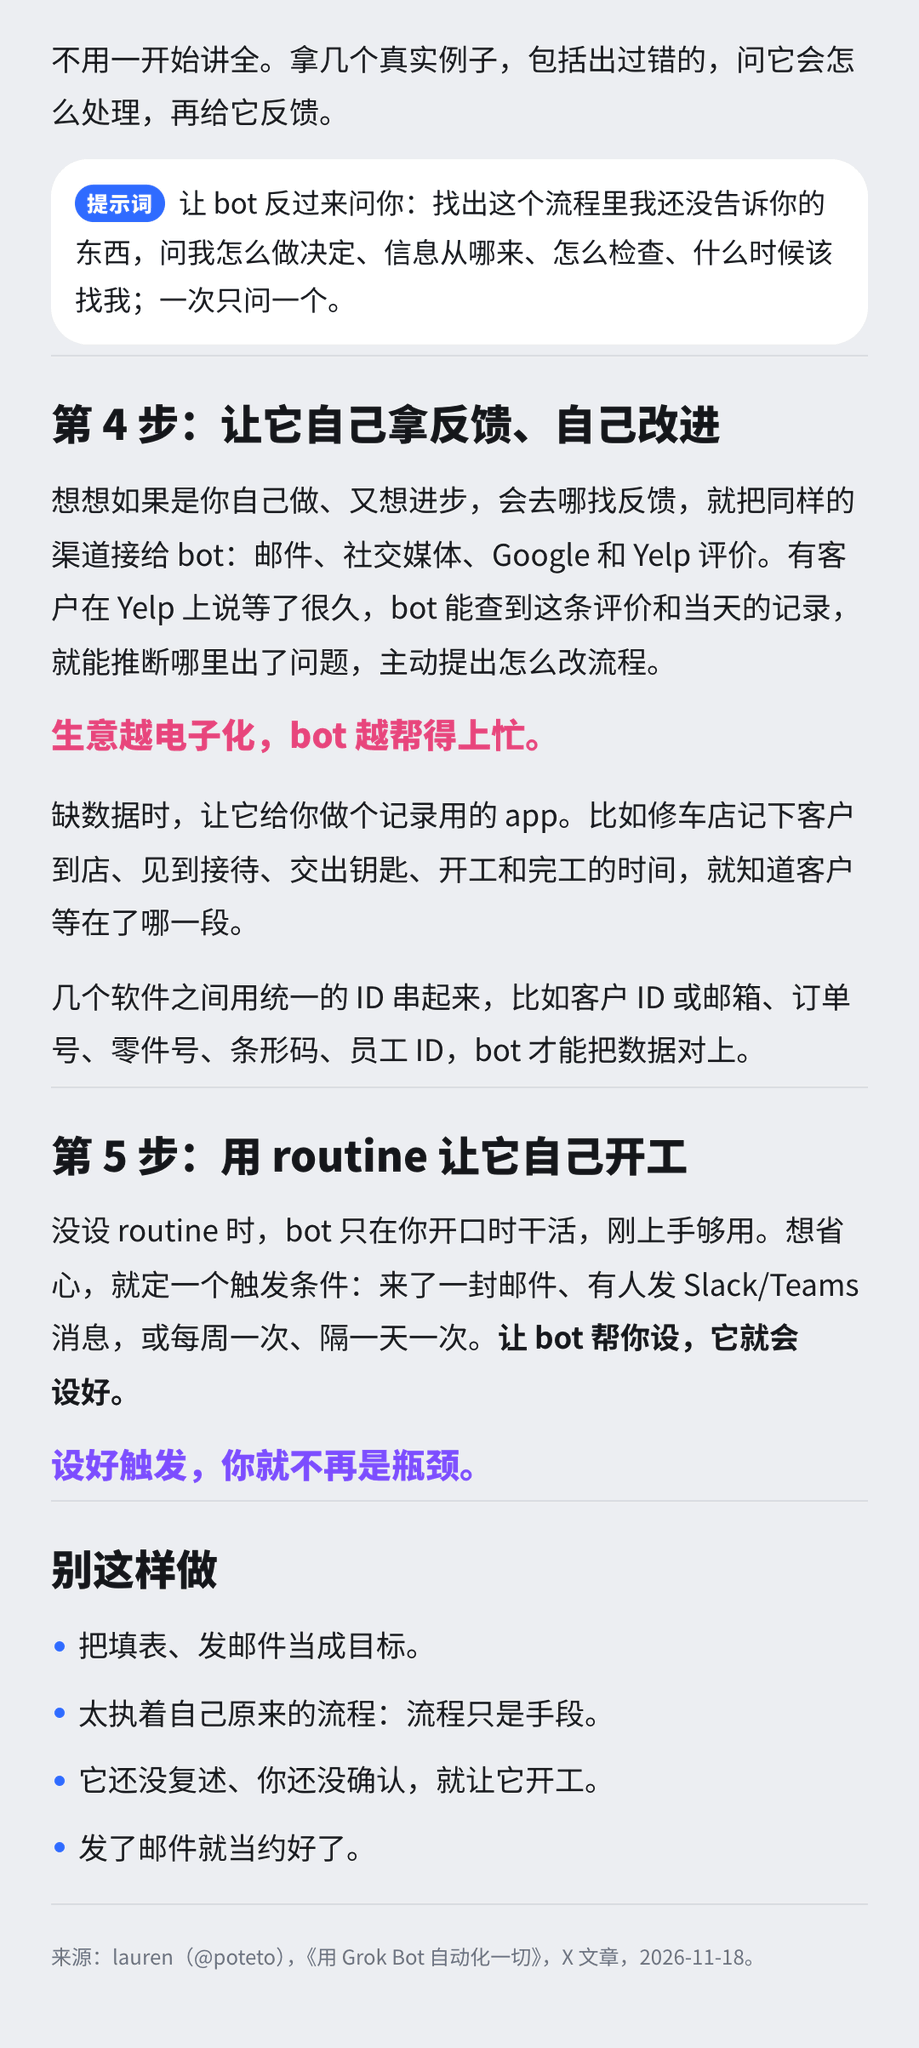 不用一开始讲全。拿几个真实例子，包括出过错的，问它会怎
么处理，再给它反馈。
提示词 让 bot 反过来问你：找出这个流程里我还没告诉你的
东西，问我怎么做决定、信息从哪来、怎么检查、什么时候该
找我；一次只问一个。
第 4 步：让它自己拿反馈、自己改进
想想如果是你自己做、又想进步，会去哪找反馈，就把同样的
渠道接给 bot：邮件、社交媒体、Google 和 Yelp 评价。有客
户在 Yelp 上说等了很久，bot 能查到这条评价和当天的记录，
就能推断哪里出了问题，主动提出怎么改流程。
生意越电子化，bot 越帮得上忙。
缺数据时，让它给你做个记录用的 app。比如修车店记下客户
到店、见到接待、交出钥匙、开工和完工的时间，就知道客户
等在了哪一段。
几个软件之间用统一的 ID 串起来，比如客户 ID 或邮箱、订单
号、零件号、条形码、员工 ID，bot 才能把数据对上。
第 5 步：用 routine 让它自己开工
没设 routine 时，bot 只在你开口时干活，刚上手够用。想省
心，就定一个触发条件：来了一封邮件、有人发 Slack/Teams
消息，或每周一次、隔一天一次。让 bot 帮你设，它就会
设好。
设好触发，你就不再是瓶颈。
别这样做
• 把填表、发邮件当成目标。
• 太执着自己原来的流程：流程只是手段。
• 它还没复述、你还没确认，就让它开工。
• 发了邮件就当约好了。
来源：lauren（@poteto），《用 Grok Bot 自动化一切》，X 文章，2026-11-18。